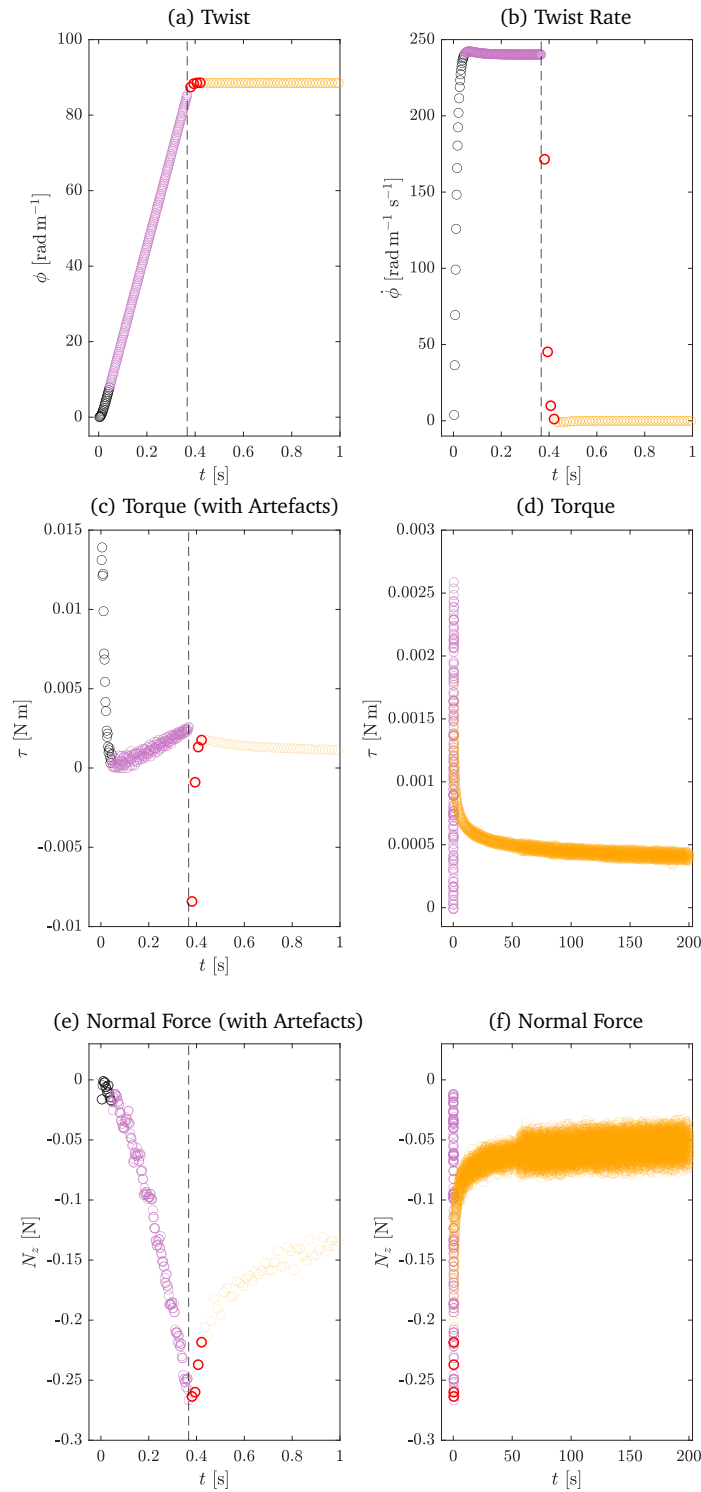 (a) Twist
100
80
60
40
20
0
ϕ [rad m⁻¹]
0 0.2 0.4 0.6 0.8 1
t [s]
(b) Twist Rate
250
200
150
100
50
0
ϕ̇ [rad m⁻¹ s⁻¹]
0 0.2 0.4 0.6 0.8 1
t [s]
(c) Torque (with Artefacts)
0.015
0.01
0.005
0
-0.005
-0.01
τ [N m]
0 0.2 0.4 0.6 0.8 1
t [s]
(d) Torque
0.003
0.0025
0.002
0.0015
0.001
0.0005
0
τ [N m]
0 50 100 150 200
t [s]
(e) Normal Force (with Artefacts)
0
-0.05
-0.1
-0.15
-0.2
-0.25
-0.3
N_z [N]
0 0.2 0.4 0.6 0.8 1
t [s]
(f) Normal Force
0
-0.05
-0.1
-0.15
-0.2
-0.25
-0.3
N_z [N]
0 50 100 150 200
t [s]